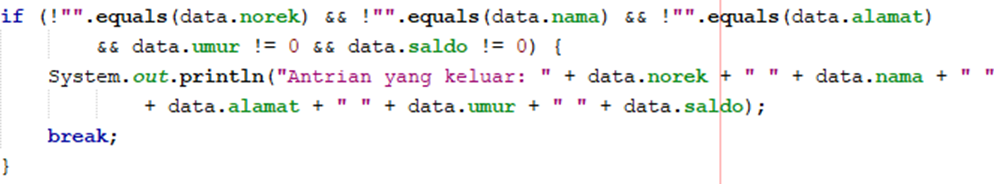 if (!"".equals(data.norek) && !"".equals(data.nama) && !"".equals(data.alamat)
        && data.umur != 0 && data.saldo != 0) {
    System.out.println("Antrian yang keluar: " + data.norek + " " + data.nama + " "
            + data.alamat + " " + data.umur + " " + data.saldo);
    break;
}